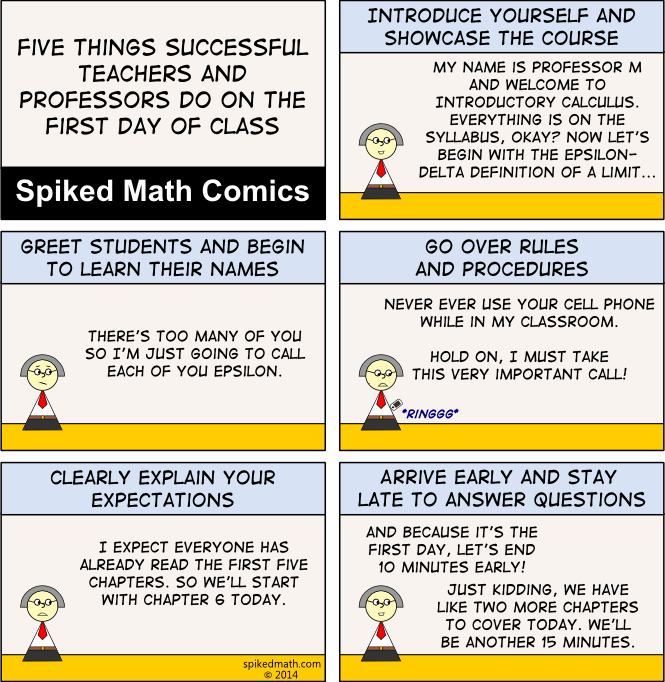 FIVE THINGS SUCCESSFUL
TEACHERS AND
PROFESSORS DO ON THE
FIRST DAY OF CLASS
Spiked Math Comics
INTRODUCE YOURSELF AND
SHOWCASE THE COURSE
MY NAME IS PROFESSOR M
AND WELCOME TO
INTRODUCTORY CALCULUS.
EVERYTHING IS ON THE
SYLLABUS, OKAY? NOW LET'S
BEGIN WITH THE EPSILON-
DELTA DEFINITION OF A LIMIT...
GREET STUDENTS AND BEGIN
TO LEARN THEIR NAMES
THERE'S TOO MANY OF YOU
SO I'M JUST GOING TO CALL
EACH OF YOU EPSILON.
GO OVER RULES
AND PROCEDURES
NEVER EVER USE YOUR CELL PHONE
WHILE IN MY CLASSROOM.
HOLD ON, I MUST TAKE
THIS VERY IMPORTANT CALL!
*RINGGG*
CLEARLY EXPLAIN YOUR
EXPECTATIONS
I EXPECT EVERYONE HAS
ALREADY READ THE FIRST FIVE
CHAPTERS. SO WE'LL START
WITH CHAPTER 6 TODAY.
spikedmath.com
© 2014
ARRIVE EARLY AND STAY
LATE TO ANSWER QUESTIONS
AND BECAUSE IT'S THE
FIRST DAY, LET'S END
10 MINUTES EARLY!
JUST KIDDING, WE HAVE
LIKE TWO MORE CHAPTERS
TO COVER TODAY. WE'LL
BE ANOTHER 15 MINUTES.